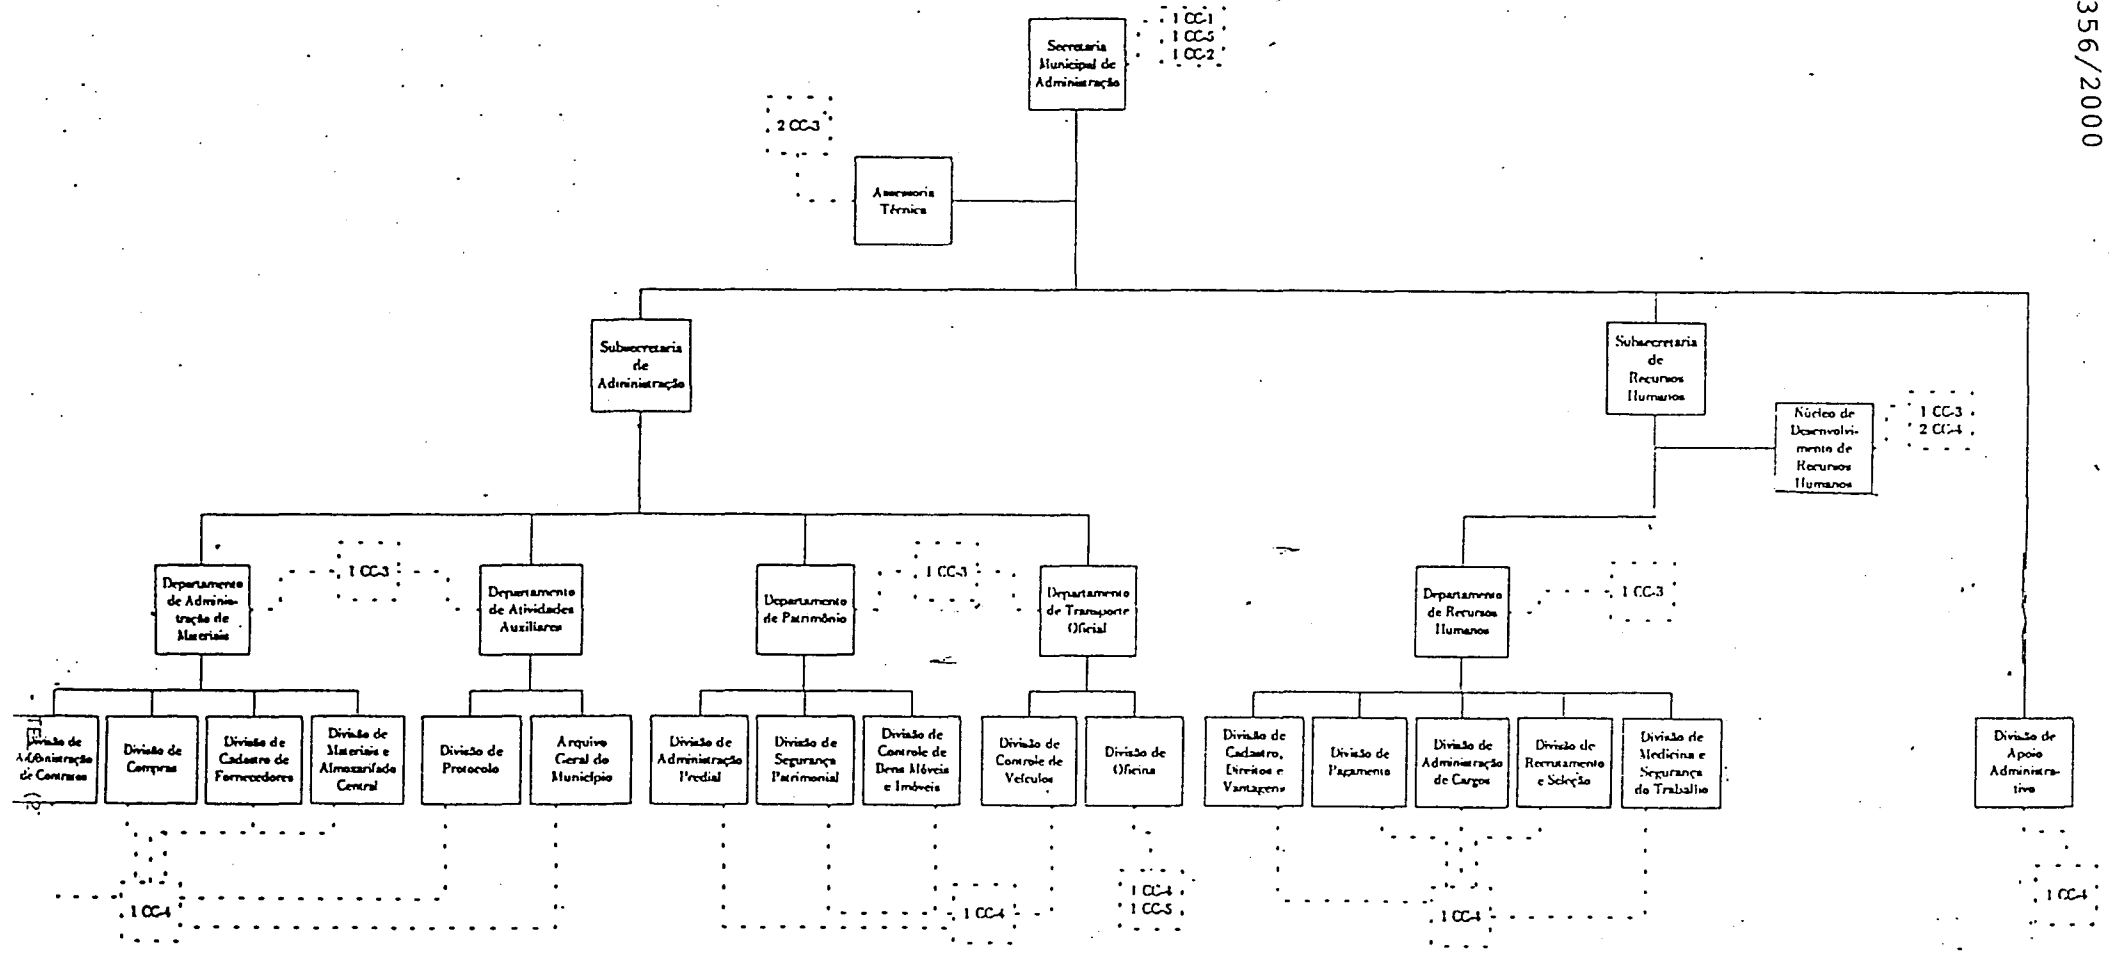 356/2000
1 CC-1
1 CC-5
1 CC-2
Secretaria
Municipal de
Administração
2 CC-3
Assessoria
Técnica
Subsecretaria
de
Administração
Subsecretaria
de
Recursos
Humanos
Núcleo de
Desenvolvi-
mento de
Recursos
Humanos
1 CC-3
2 CC-4
Departamento
de Adminis-
tração de
Materiais
1 CC-3
Departamento
de Atividades
Auxiliares
Departamento
de Patrimônio
1 CC-3
Departamento
de Transporte
Oficial
Departamento
de Recursos
Humanos
1 CC-3
Divisão de
Administração
de Contratos
Divisão de
Compras
Divisão de
Cadastro de
Fornecedores
Divisão de
Materiais e
Almoxarifado
Central
Divisão de
Protocolo
Arquivo
Geral do
Município
Divisão de
Administração
Predial
Divisão de
Segurança
Patrimonial
Divisão de
Controle de
Bens Móveis
e Imóveis
Divisão de
Controle de
Veículos
Divisão de
Oficina
Divisão de
Cadastro,
Direitos e
Vantagens
Divisão de
Pagamento
Divisão de
Administração
de Cargos
Divisão de
Recrutamento
e Seleção
Divisão de
Medicina e
Segurança
do Trabalho
Divisão de
Apoio
Administra-
tivo
1 CC-4
1 CC-4
1 CC-4
1 CC-5
1 CC-4
1 CC-4